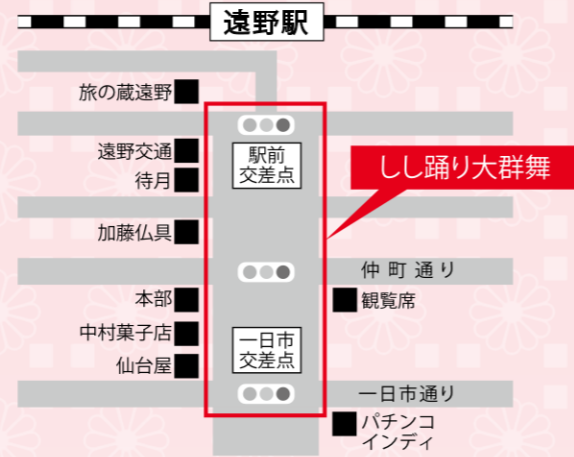 遠野駅
旅の蔵遠野
遠野交通
待月
駅前
交差点
しし踊り大群舞
加藤仏具
仲町通り
本部
観覧席
中村菓子店
仙台屋
一日市
交差点
一日市通り
パチンコ
インディ